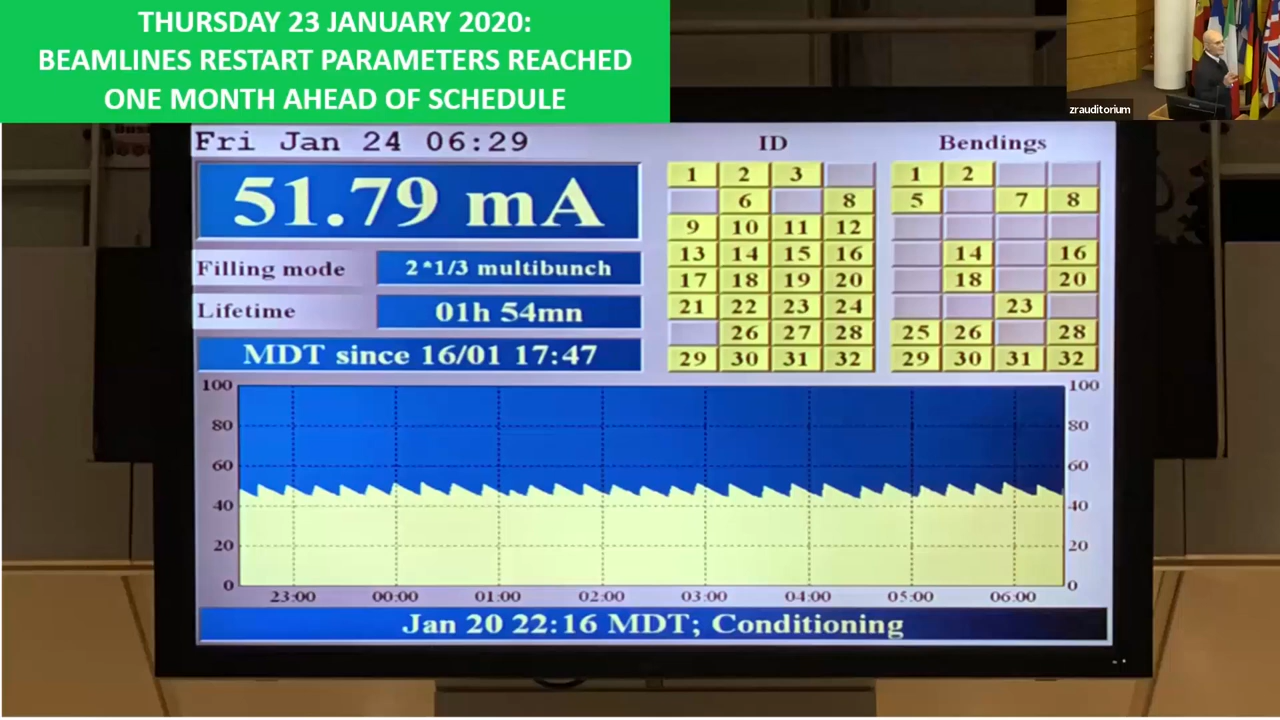 THURSDAY 23 JANUARY 2020:
BEAMLINES RESTART PARAMETERS REACHED
ONE MONTH AHEAD OF SCHEDULE
zrauditorium
Fri Jan 24 06:29
51.79 mA
Filling mode 2*1/3 multibunch
Lifetime 01h 54mn
MDT since 16/01 17:47
ID
1 2 3
6 8
9 10 11 12
13 14 15 16
17 18 19 20
21 22 23 24
26 27 28
29 30 31 32
Bendings
1 2
5 7 8
14 16
18 20
23
25 26 28
29 30 31 32
100 100
80 80
60 60
40 40
20 20
0 0
23:00 00:00 01:00 02:00 03:00 04:00 05:00 06:00
Jan 20 22:16 MDT; Conditioning